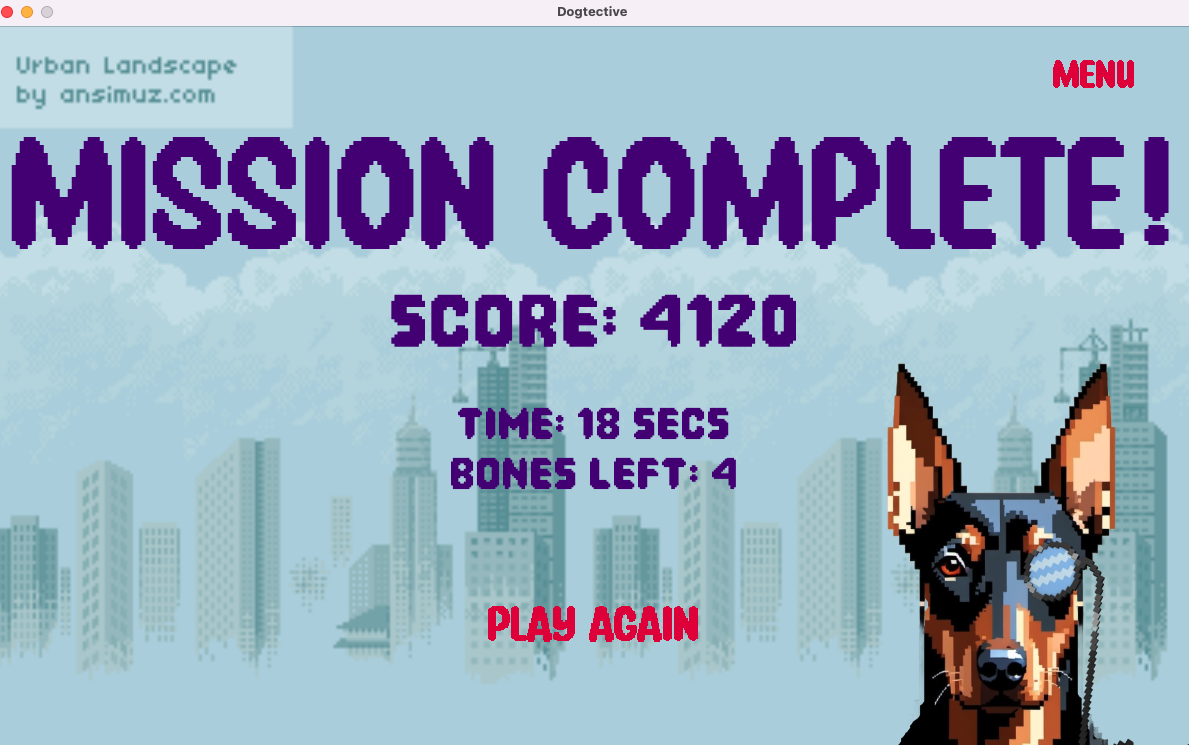 Dogtective
Urban Landscape
by ansimuz.com
MENU
MISSION COMPLETE!
SCORE: 4120
TIME: 18 SECS
BONES LEFT: 4
PLAY AGAIN